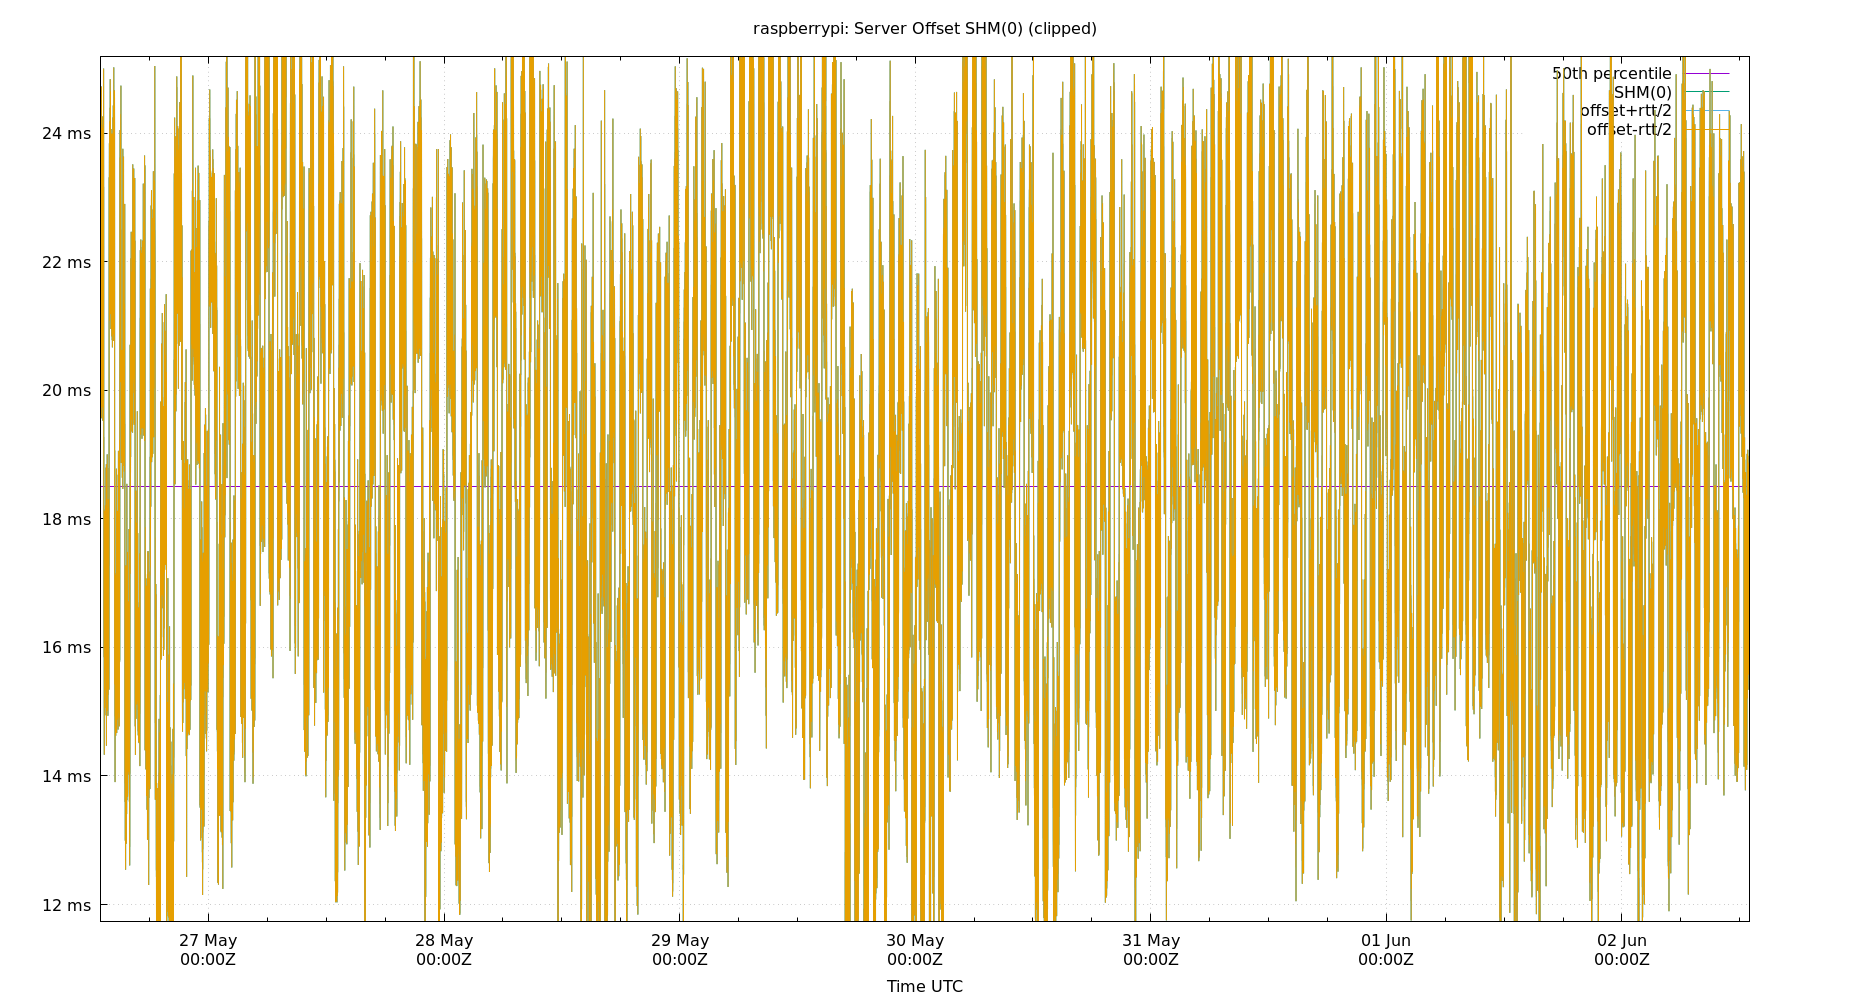 raspberrypi: Server Offset SHM(0) (clipped)
50th percentile
SHM(0)
offset+rtt/2
offset-rtt/2
24 ms
22 ms
20 ms
18 ms
16 ms
14 ms
12 ms
27 May 28 May 29 May 30 May 31 May 01 Jun 02 Jun
00:00Z 00:00Z 00:00Z 00:00Z 00:00Z 00:00Z 00:00Z
Time UTC